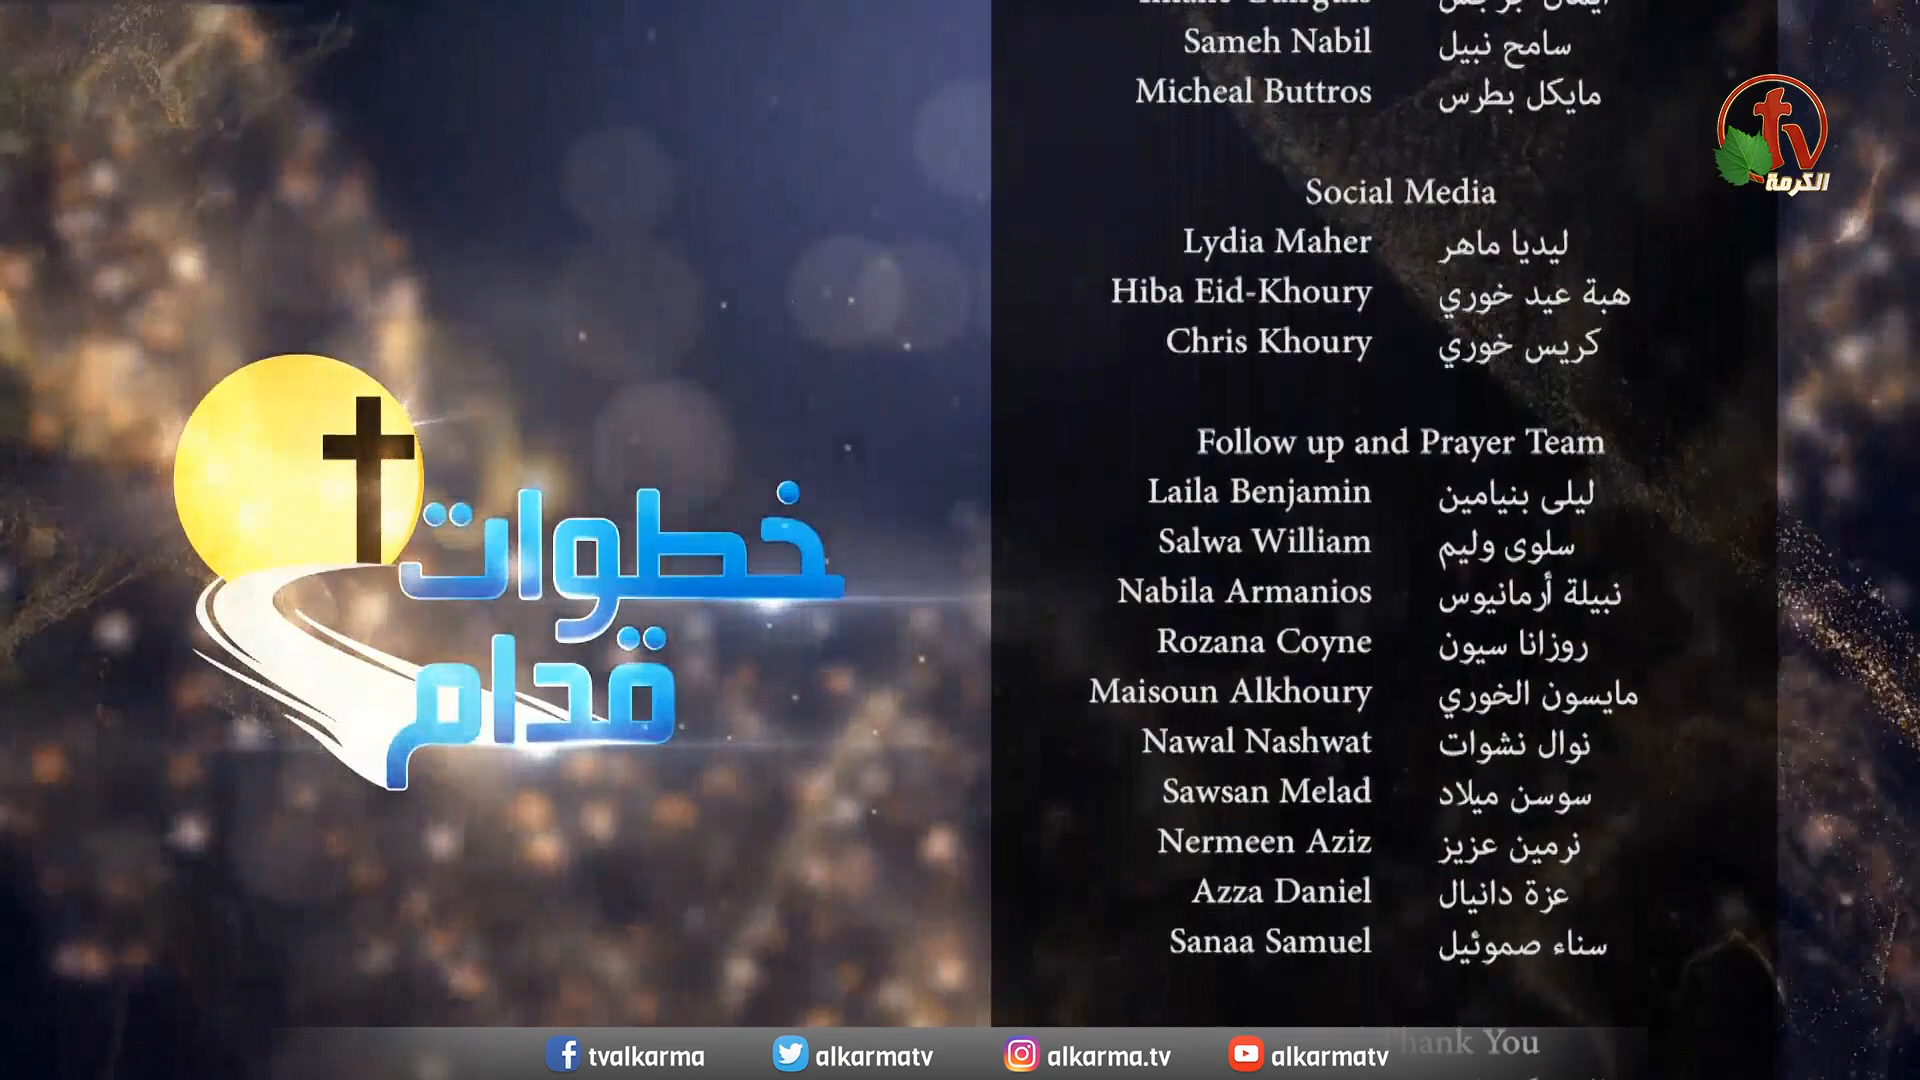 Sameh Nabil سامح نبيل
Micheal Buttros مايكل بطرس
tv
الكرمة
Social Media
Lydia Maher ليديا ماهر
Hiba Eid-Khoury هبة عيد خوري
Chris Khoury كريس خوري
Follow up and Prayer Team
Laila Benjamin ليلى بنيامين
Salwa William سلوى وليم
Nabila Armanios نبيلة أرمانيوس
Rozana Coyne روزانا سيون
Maisoun Alkhoury مايسون الخوري
Nawal Nashwat نوال نشوات
Sawsan Melad سوسن ميلاد
Nermeen Aziz نرمين عزيز
Azza Daniel عزة دانيال
Sanaa Samuel سناء صموئيل
خطوات
قدام
You
tvalkarma alkarmatv alkarma.tv alkarmatv